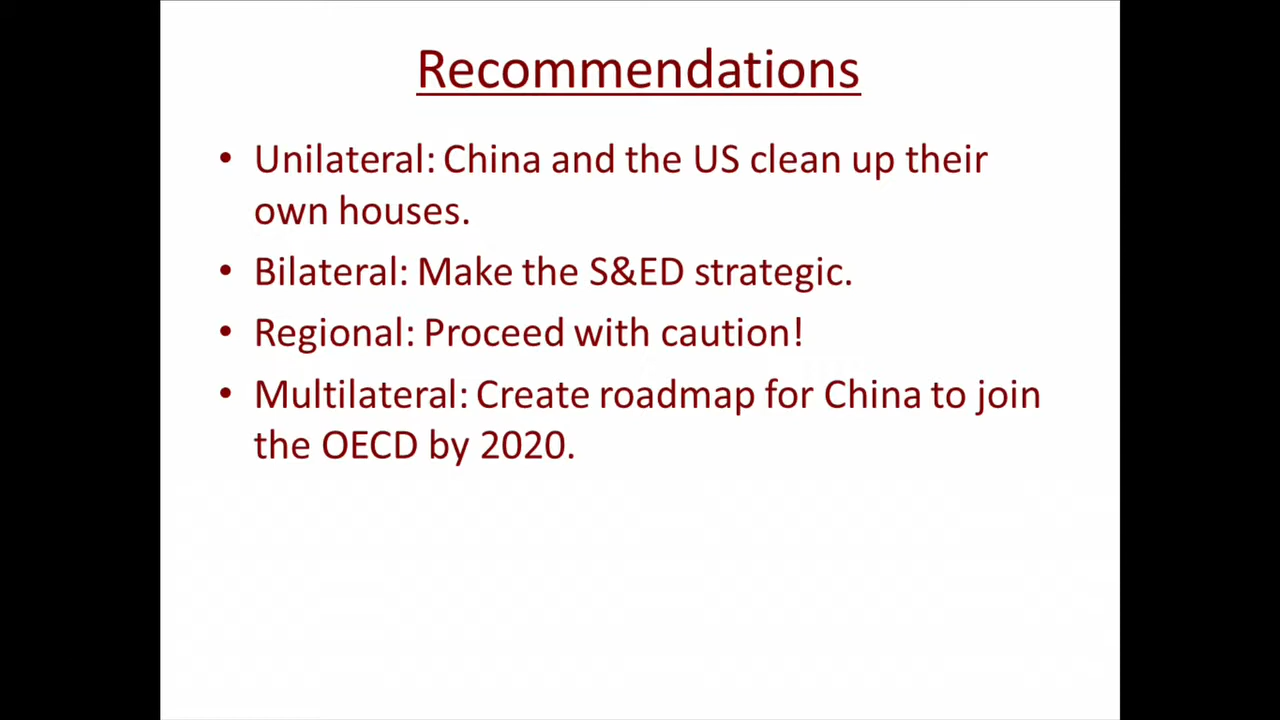 Recommendations
• Unilateral: China and the US clean up their
own houses.
• Bilateral: Make the S&ED strategic.
• Regional: Proceed with caution!
• Multilateral: Create roadmap for China to join
the OECD by 2020.